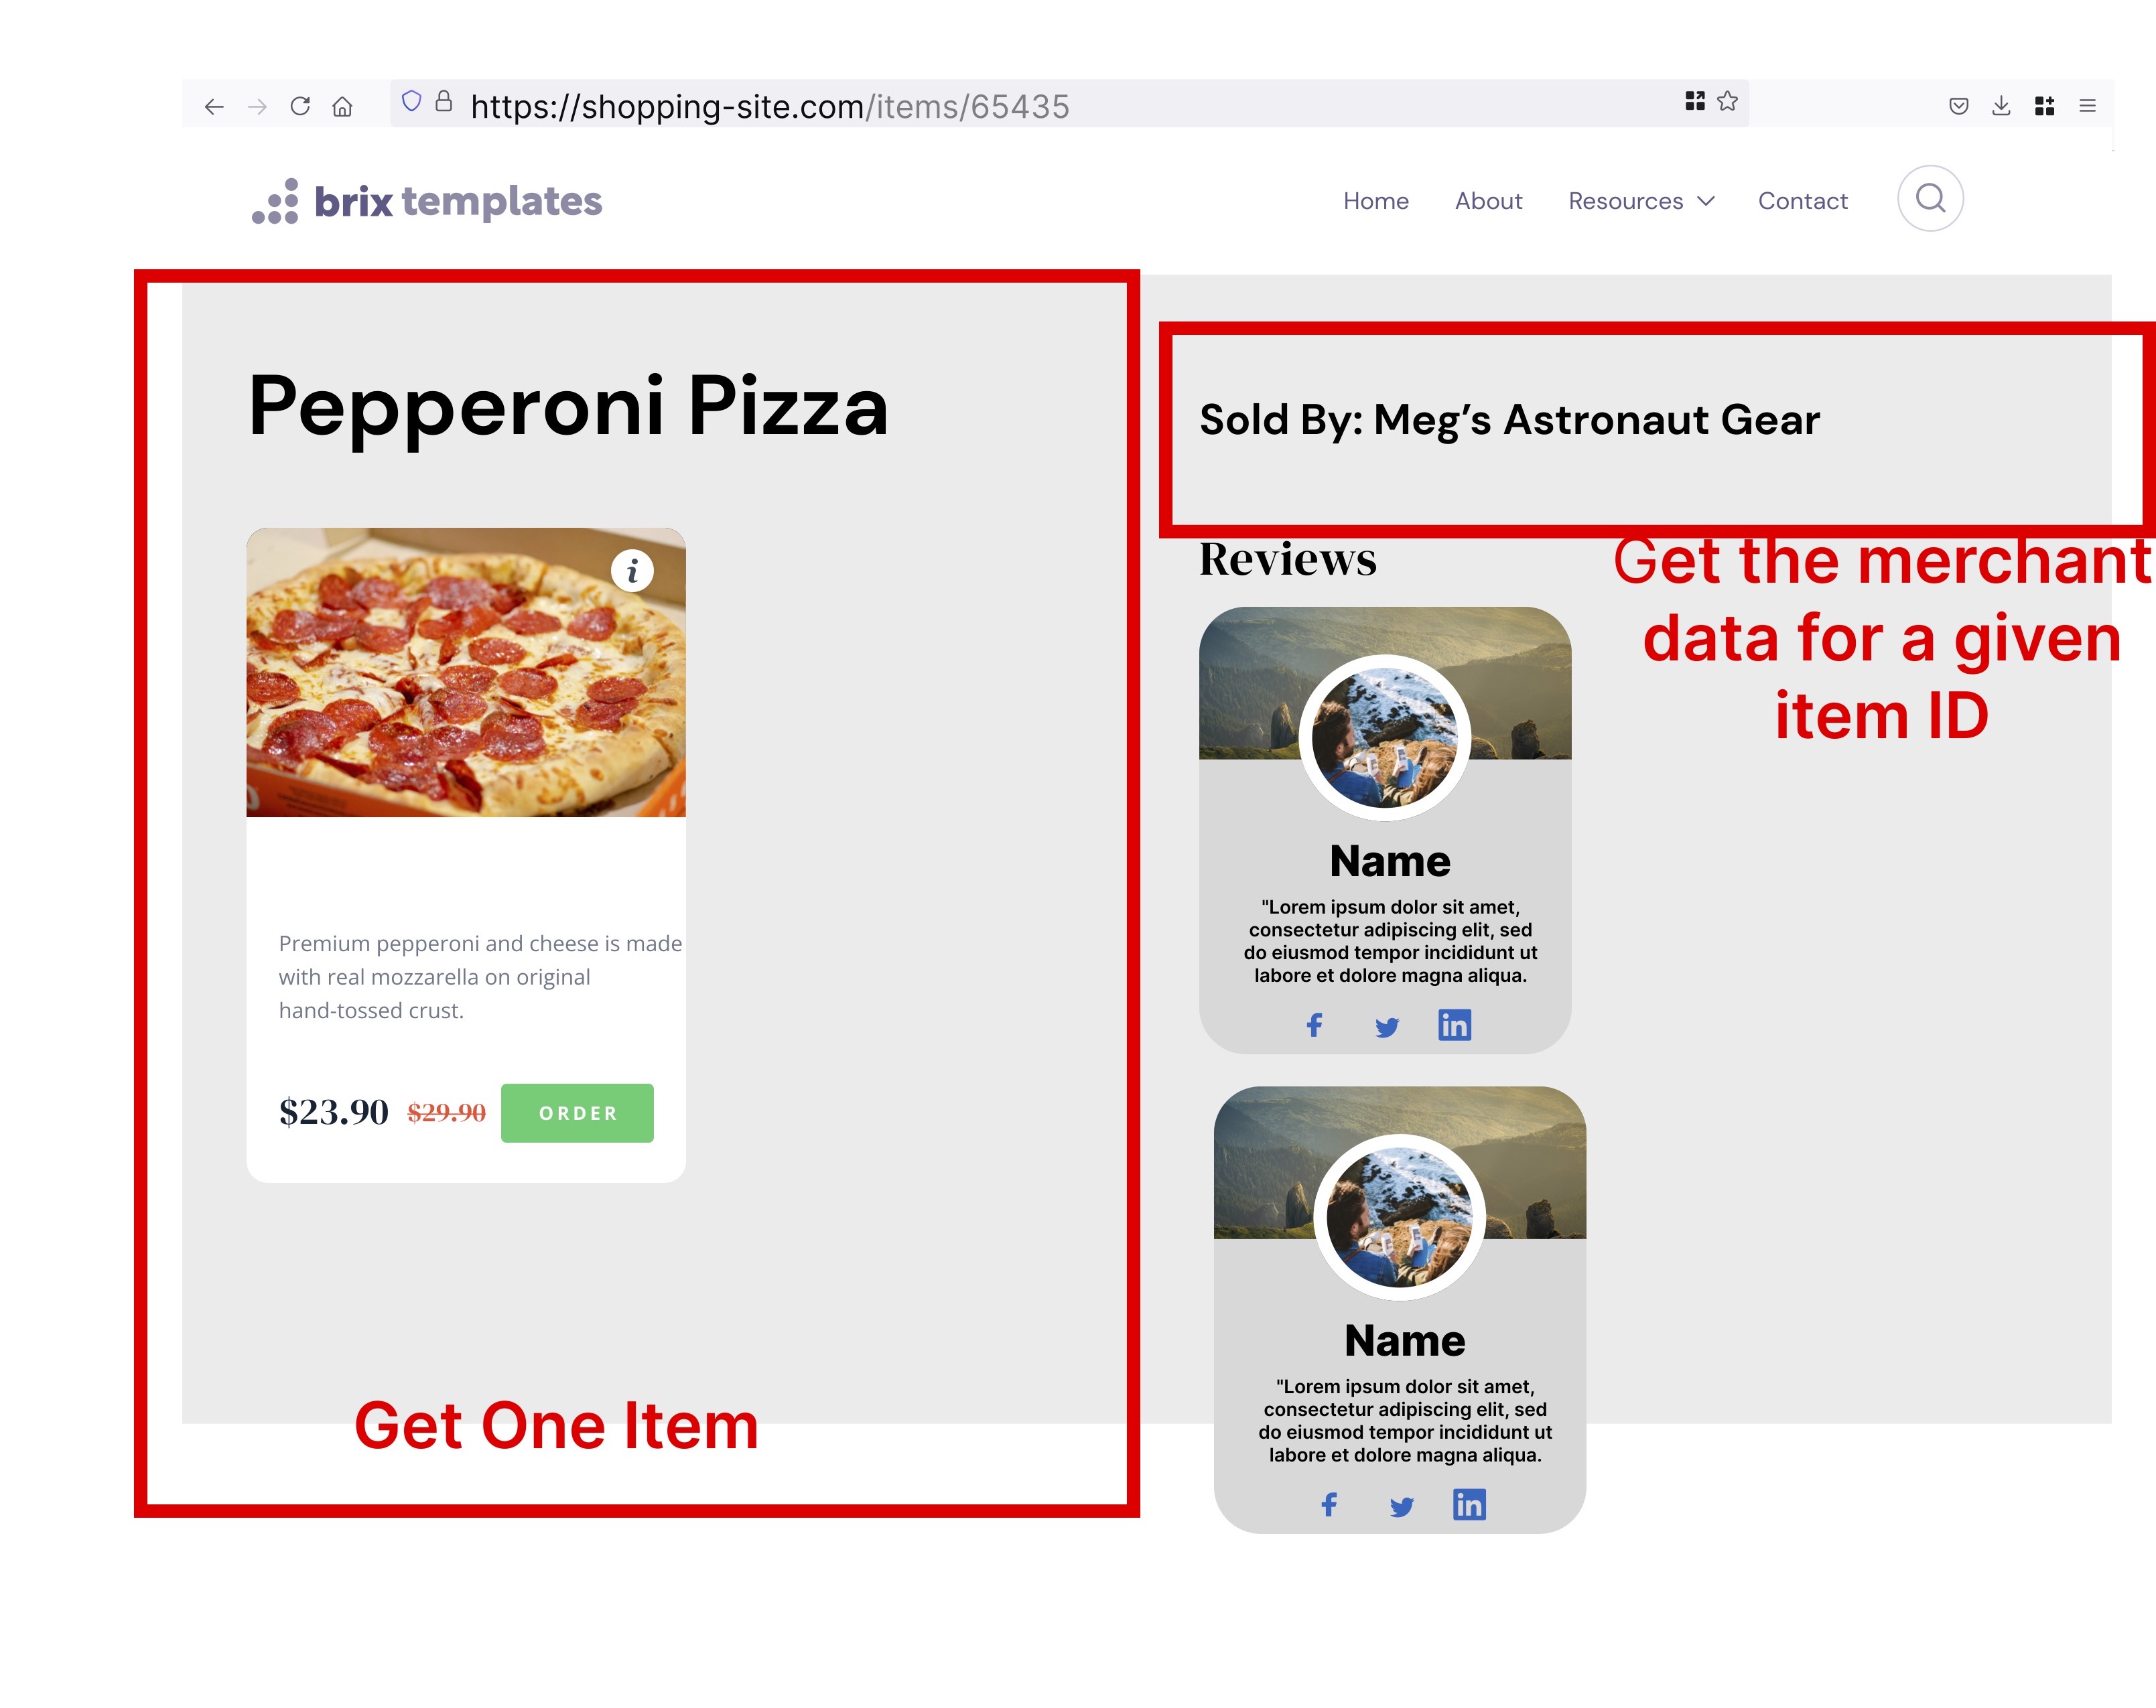 https://shopping-site.com/items/65435
brix templates
Home About Resources Contact
Pepperoni Pizza
i
Premium pepperoni and cheese is made
with real mozzarella on original
hand-tossed crust.
$23.90 $29.90 ORDER
Get One Item
Sold By: Meg’s Astronaut Gear
Reviews
Get the merchant
data for a given
item ID
Name
"Lorem ipsum dolor sit amet,
consectetur adipiscing elit, sed
do eiusmod tempor incididunt ut
labore et dolore magna aliqua.
f in
Name
"Lorem ipsum dolor sit amet,
consectetur adipiscing elit, sed
do eiusmod tempor incididunt ut
labore et dolore magna aliqua.
f in